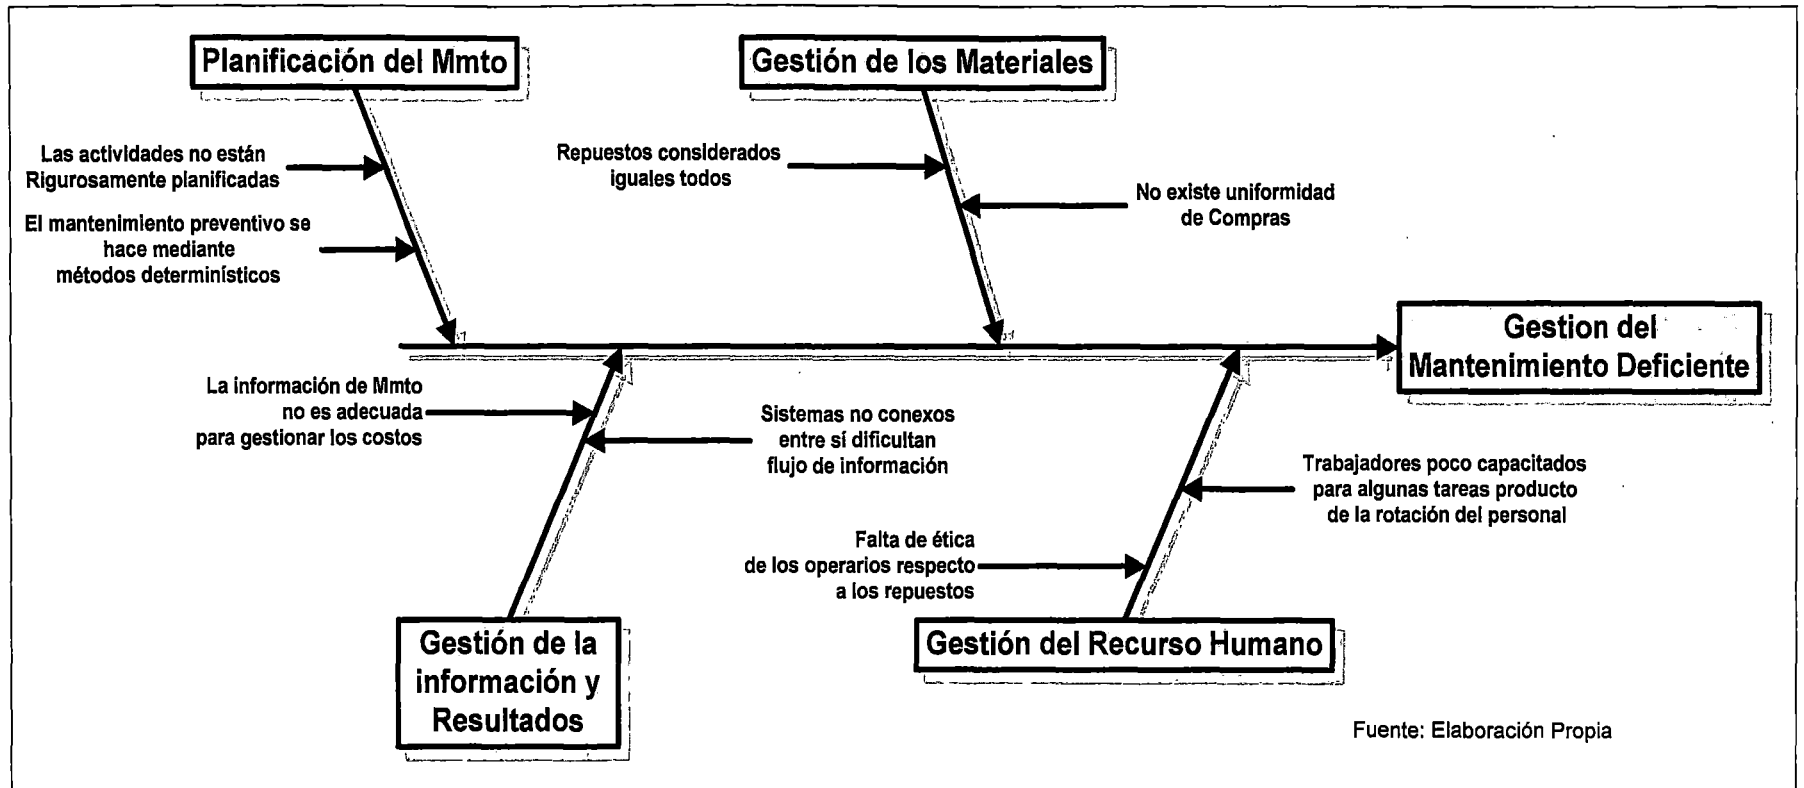 Planificación del Mmto
Gestión de los Materiales
Las actividades no están
Rigurosamente planificadas
El mantenimiento preventivo se
hace mediante
métodos determinísticos
Repuestos considerados
iguales todos
No existe uniformidad
de Compras
Gestion del
Mantenimiento Deficiente
La información de Mmto
no es adecuada
para gestionar los costos
Sistemas no conexos
entre sí dificultan
flujo de información
Trabajadores poco capacitados
para algunas tareas producto
de la rotación del personal
Falta de ética
de los operarios respecto
a los repuestos
Gestión de la
información y
Resultados
Gestión del Recurso Humano
Fuente: Elaboración Propia